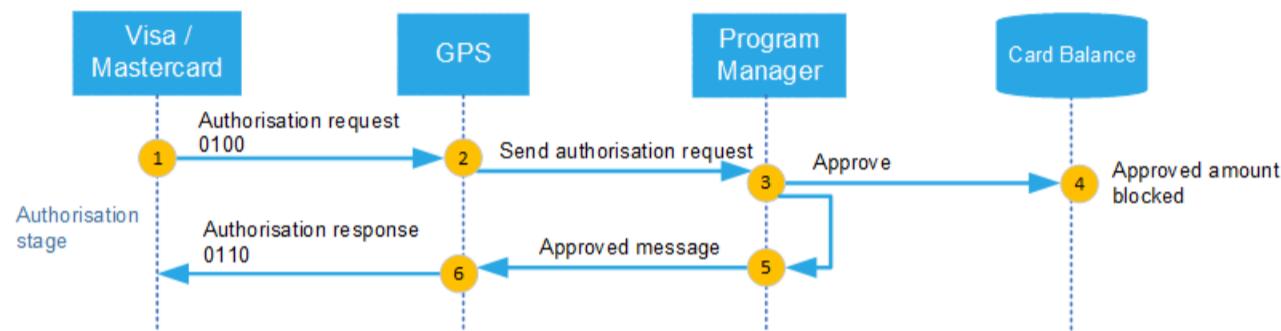 Visa /
Mastercard
GPS
Program
Manager
Card Balance
Authorisation request
0100
1
2
Send authorisation request
3
Approve
4
Approved amount
blocked
Authorisation
stage
Authorisation response
0110
6
Approved message
5